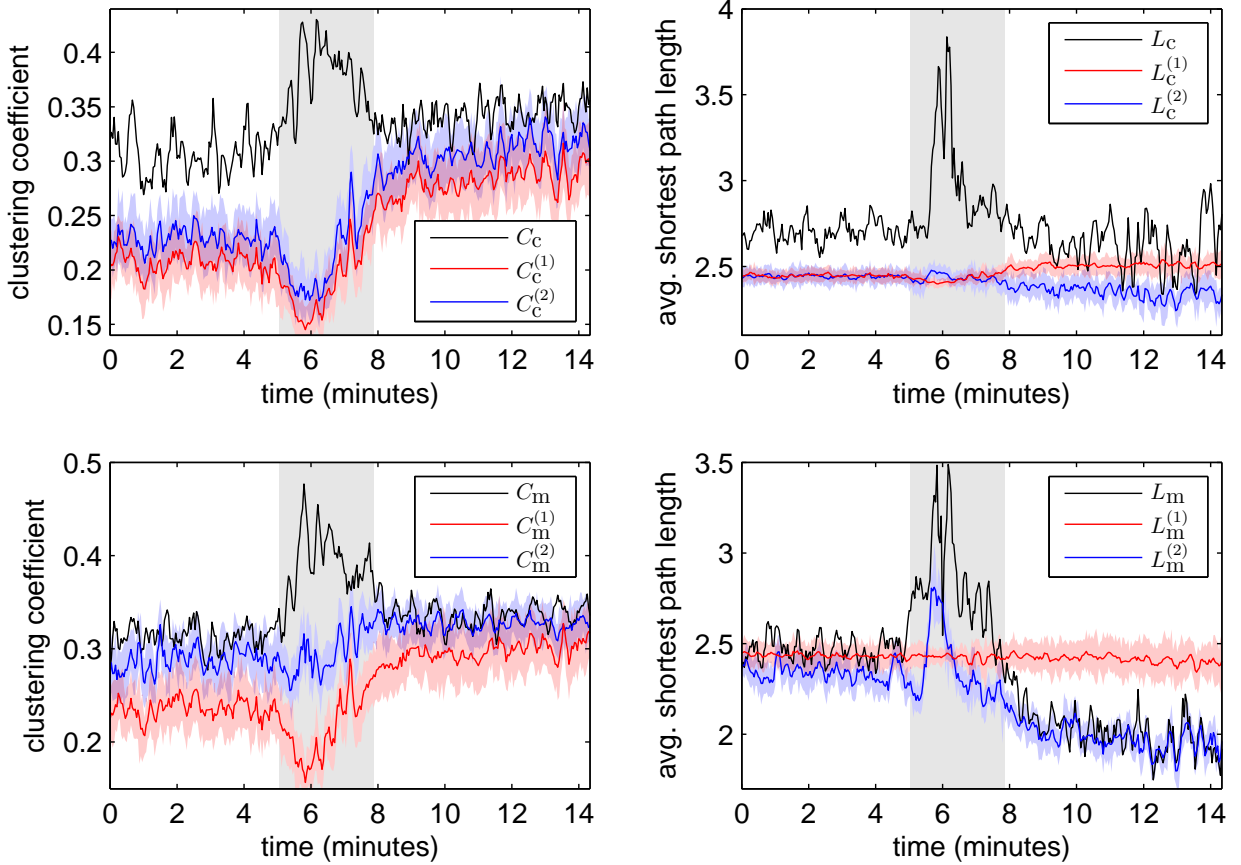 clustering coefficient
0.4
0.35
0.3
0.25
0.2
0.15
C_c
C_c^{(1)}
C_c^{(2)}
0 2 4 6 8 10 12 14
time (minutes)
avg. shortest path length
4
3.5
3
2.5
L_c
L_c^{(1)}
L_c^{(2)}
0 2 4 6 8 10 12 14
time (minutes)
clustering coefficient
0.5
0.4
0.3
0.2
C_m
C_m^{(1)}
C_m^{(2)}
0 2 4 6 8 10 12 14
time (minutes)
avg. shortest path length
3.5
3
2.5
2
L_m
L_m^{(1)}
L_m^{(2)}
0 2 4 6 8 10 12 14
time (minutes)